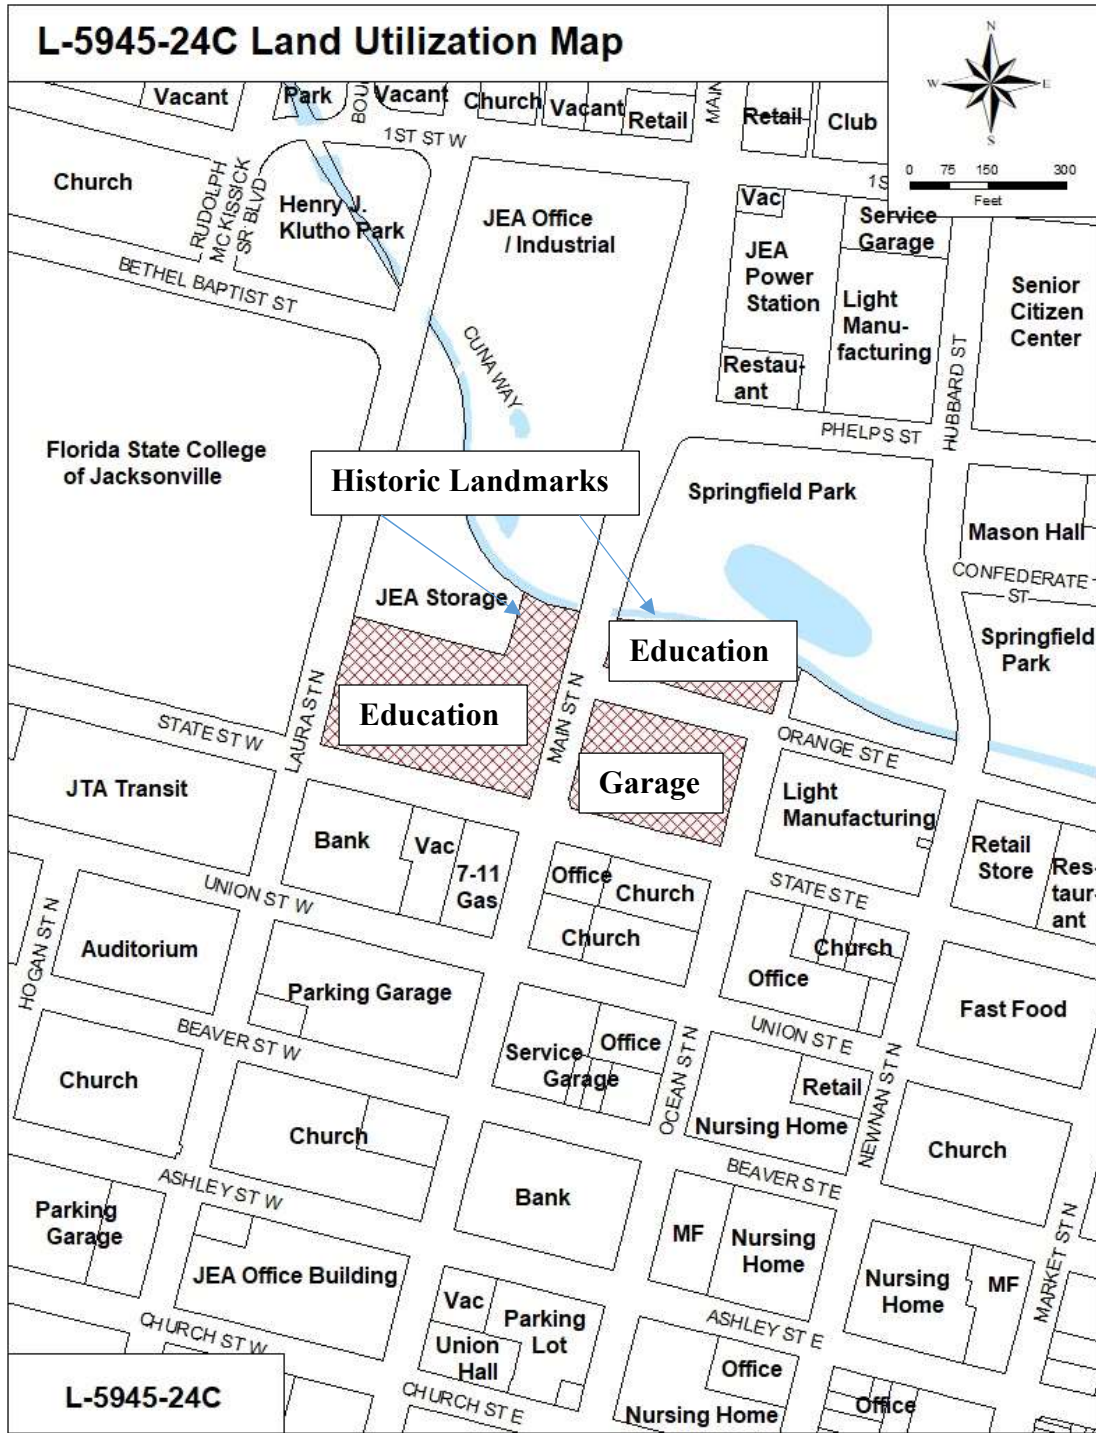 L-5945-24C Land Utilization Map
N
W
E
S
0 75 150 300
Feet
Vacant
Park
Vacant
Church
Vacant
Retail
MAIN
Retail
Club
1ST ST W
Church
RUDOLPH
MCKISSICK
SR BLVD
Henry J.
Klutho Park
JEA Office
/ Industrial
Vac
Service
Garage
JEA
Power
Station
Light
Manu-
facturing
Senior
Citizen
Center
BETHEL BAPTIST ST
CUNA WAY
Restau-
ant
HUBBARD ST
PHELPS ST
Florida State College
of Jacksonville
Historic Landmarks
Springfield Park
Mason Hall
CONFEDERATE
ST
JEA Storage
Springfield
Park
Education
Education
LAURA ST N
MAIN ST N
STATE ST W
ORANGE ST E
JTA Transit
Garage
Light
Manufacturing
Bank
Vac
7-11
Gas
Office
Church
Retail
Store
Res-
taur-
ant
UNION ST W
STATE ST E
HOGAN ST N
Auditorium
Church
Church
Office
Parking Garage
Fast Food
BEAVER ST W
UNION ST E
Service
Garage
Office
OCEAN ST N
NEWNAN ST N
Church
Retail
Church
Nursing Home
Church
ASHLEY ST W
BEAVER ST E
Parking
Garage
Bank
MF
Nursing
Home
MARKET ST N
JEA Office Building
Nursing
Home
MF
CHURCH ST W
Vac
Parking
Lot
ASHLEY ST E
Union
Hall
Office
L-5945-24C
CHURCH ST E
Nursing Home
Office